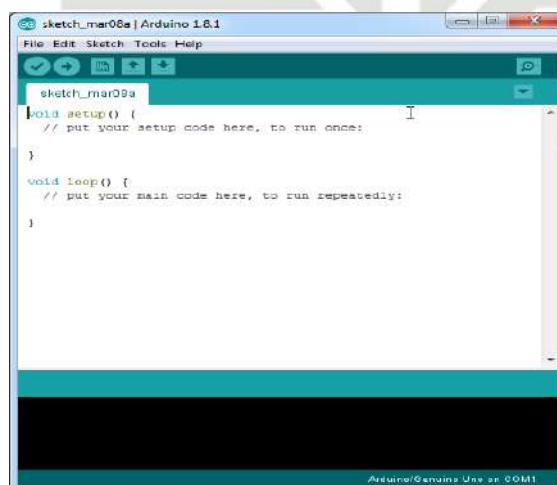 sketch_mar08a | Arduino 1.8.1
File Edit Sketch Tools Help
sketch_mar08a
void setup() {
// put your setup code here, to run once:
}
void loop() {
// put your main code here, to run repeatedly:
}
Arduino/Genuino Uno on COM1